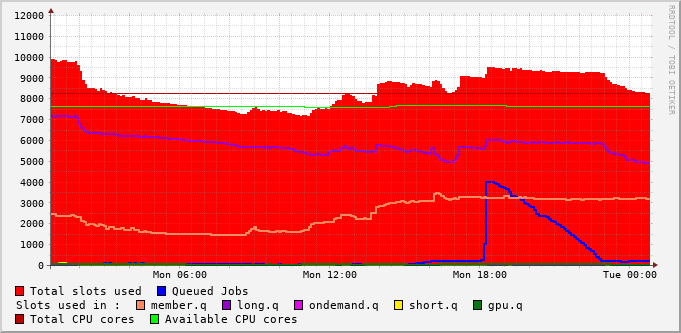 12000
11000
10000
9000
8000
7000
6000
5000
4000
3000
2000
1000
0
Mon 06:00 Mon 12:00 Mon 18:00 Tue 00:00
RRDTOOL / TOBI OETIKER
Total slots used Queued Jobs
Slots used in : member.q long.q ondemand.q short.q gpu.q
Total CPU cores Available CPU cores